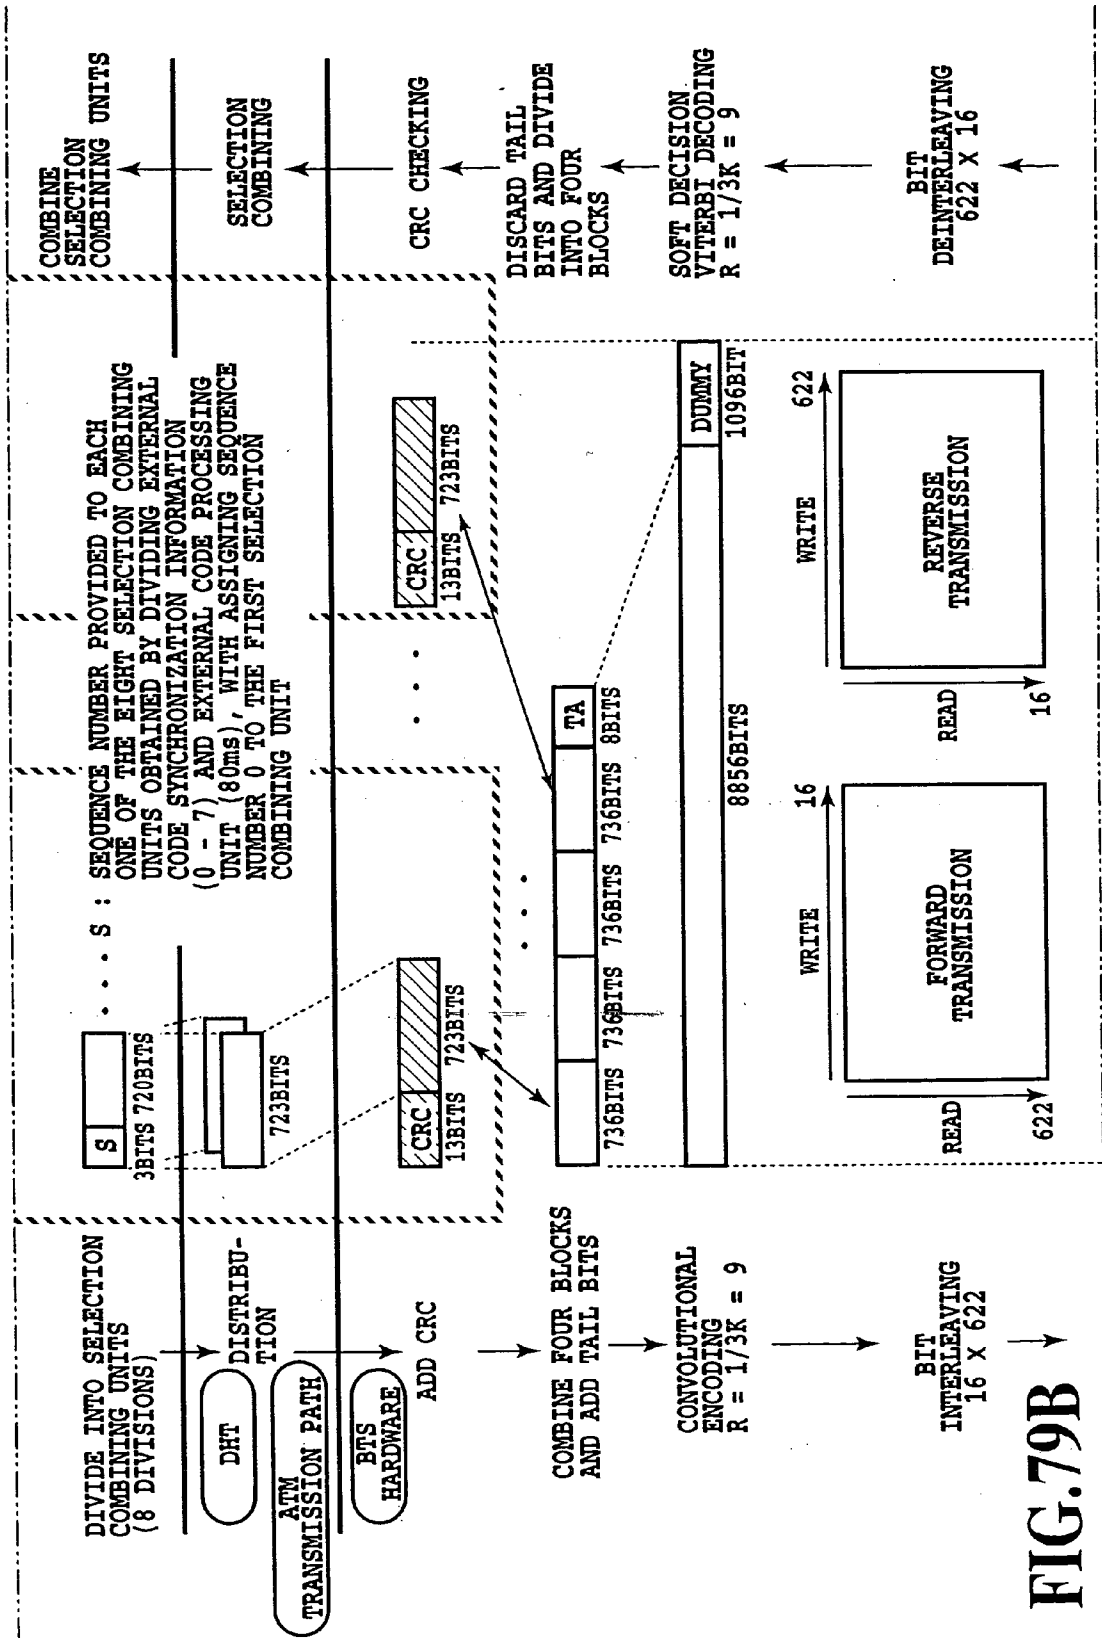 DIVIDE INTO SELECTION
COMBINING UNITS
(8 DIVISIONS)
DHT
DISTRIBU-
TION
ATM
TRANSMISSION PATH
BTS
HARDWARE
ADD CRC
COMBINE FOUR BLOCKS
AND ADD TAIL BITS
CONVOLUTIONAL
ENCODING
R = 1/3K = 9
BIT
INTERLEAVING
16 X 622
S
3BITS 720BITS
• • • S : SEQUENCE NUMBER PROVIDED TO EACH
ONE OF THE EIGHT SELECTION COMBINING
UNITS OBTAINED BY DIVIDING EXTERNAL
CODE SYNCHRONIZATION INFORMATION
(0 - 7) AND EXTERNAL CODE PROCESSING
UNIT (80ms), WITH ASSIGNING SEQUENCE
NUMBER 0 TO THE FIRST SELECTION
COMBINING UNIT
723BITS
CRC
13BITS 723BITS
• • •
CRC
13BITS 723BITS
• • •
TA
736BITS 736BITS 736BITS 736BITS 8BITS
DUMMY
8856BITS
1096BIT
WRITE
16
FORWARD
TRANSMISSION
READ
622
WRITE
622
REVERSE
TRANSMISSION
READ
16
COMBINE
SELECTION
COMBINING UNITS
SELECTION
COMBINING
CRC CHECKING
DISCARD TAIL
BITS AND DIVIDE
INTO FOUR
BLOCKS
SOFT DECISION
VITERBI DECODING
R = 1/3K = 9
BIT
DEINTERLEAVING
622 X 16
FIG.79B